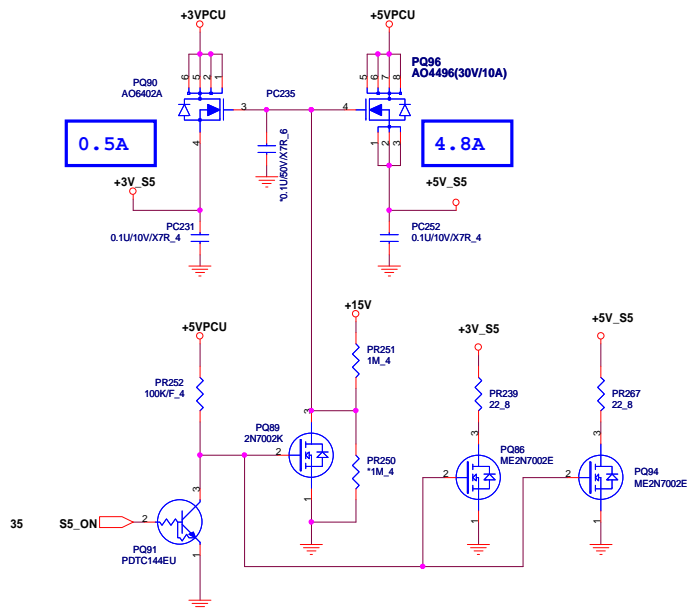 +3VPCU
+5VPCU
6 5 2 1
5 6 7 8
PQ96
AO4496(30V/10A)
PQ90
AO6402A
PC235
3
4
4
1 2 3
*0.1U/50V/X7R_6
0.5A
4.8A
+3V_S5
+5V_S5
PC231
0.1U/10V/X7R_4
PC252
0.1U/10V/X7R_4
+15V
+5VPCU
+3V_S5
+5V_S5
PR251
1M_4
PR252
100K/F_4
PR239
22_8
PR267
22_8
PQ89
2N7002K
3
2
1
PR250
*1M_4
3
2
1
PQ86
ME2N7002E
3
2
1
PQ94
ME2N7002E
35
S5_ON
2
3
1
PQ91
PDTC144EU